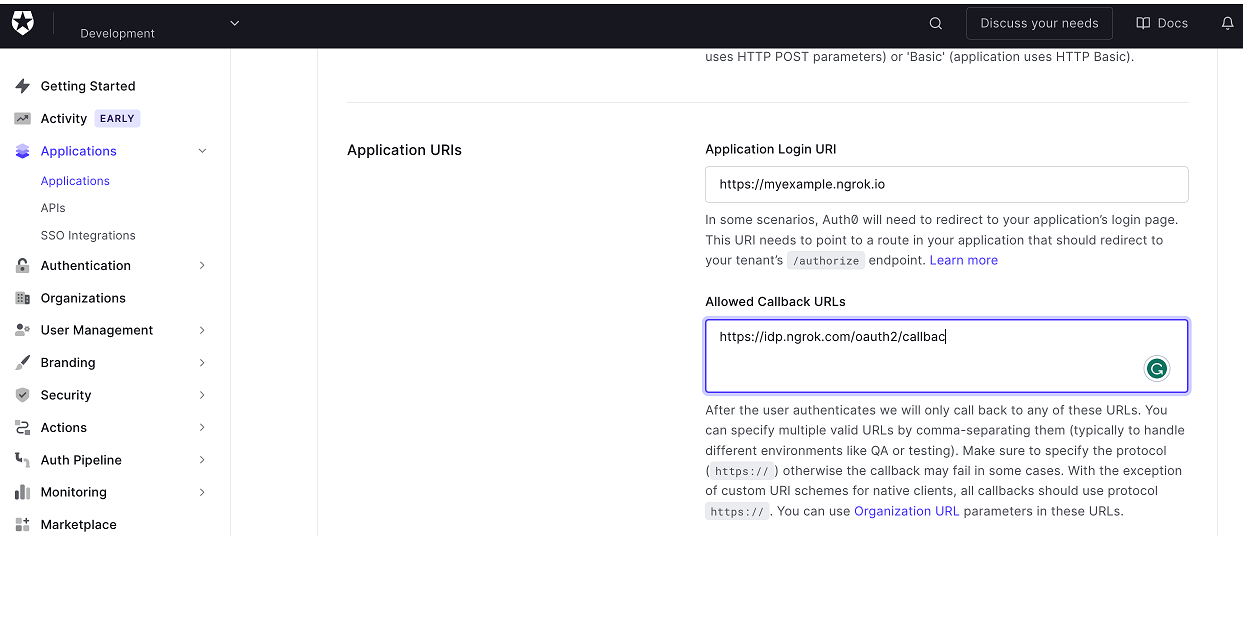 Development
Discuss your needs
Docs
Getting Started
Activity EARLY
Applications
Applications
APIs
SSO Integrations
Authentication
Organizations
User Management
Branding
Security
Actions
Auth Pipeline
Monitoring
Marketplace
uses HTTP POST parameters) or 'Basic' (application uses HTTP Basic).
Application URIs
Application Login URI
https://myexample.ngrok.io
In some scenarios, Auth0 will need to redirect to your application’s login page.
This URI needs to point to a route in your application that should redirect to
your tenant’s /authorize endpoint. Learn more
Allowed Callback URLs
https://idp.ngrok.com/oauth2/callbac
After the user authenticates we will only call back to any of these URLs. You
can specify multiple valid URLs by comma-separating them (typically to handle
different environments like QA or testing). Make sure to specify the protocol
(https://) otherwise the callback may fail in some cases. With the exception
of custom URI schemes for native clients, all callbacks should use protocol
https://. You can use Organization URL parameters in these URLs.